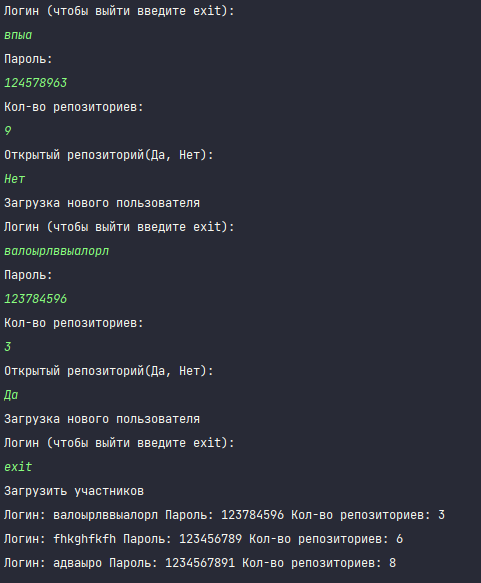 Логин (чтобы выйти введите exit):
впыа
Пароль:
124578963
Кол-во репозиториев:
9
Открытый репозиторий(Да, Нет):
Нет
Загрузка нового пользователя
Логин (чтобы выйти введите exit):
валоырлввыалорл
Пароль:
123784596
Кол-во репозиториев:
3
Открытый репозиторий(Да, Нет):
Да
Загрузка нового пользователя
Логин (чтобы выйти введите exit):
exit
Загрузить участников
Логин: валоырлввыалорл Пароль: 123784596 Кол-во репозиториев: 3
Логин: fhkghfkfh Пароль: 123456789 Кол-во репозиториев: 6
Логин: адваыро Пароль: 1234567891 Кол-во репозиториев: 8